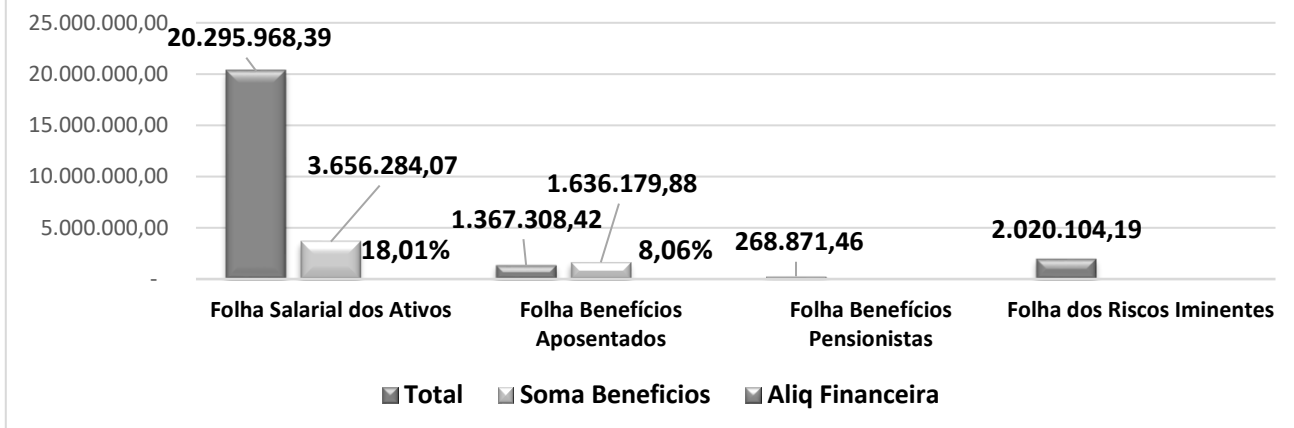 25.000.000,00
20.295.968,39
20.000.000,00
15.000.000,00
3.656.284,07
10.000.000,00
1.636.179,88
1.367.308,42
5.000.000,00
18,01%
8,06%
268.871,46
2.020.104,19
-
Folha Salarial dos Ativos
Folha Benefícios
Aposentados
Folha Benefícios
Pensionistas
Folha dos Riscos Iminentes
Total
Soma Beneficios
Aliq Financeira